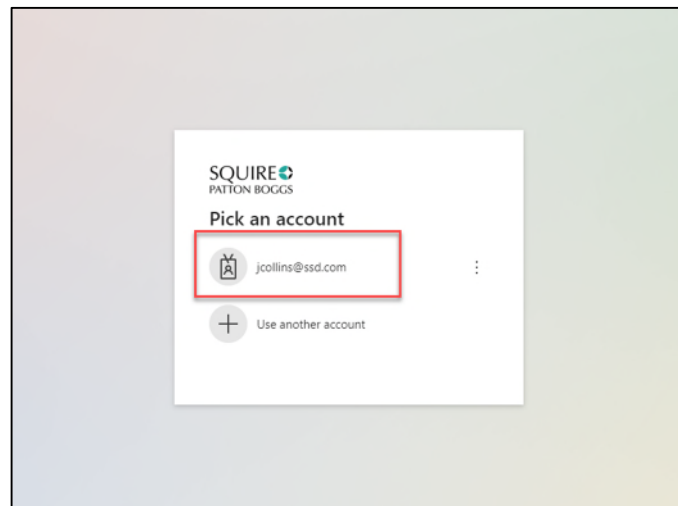 SQUIRE
PATTON BOGGS
Pick an account
jcollins@ssd.com
Use another account